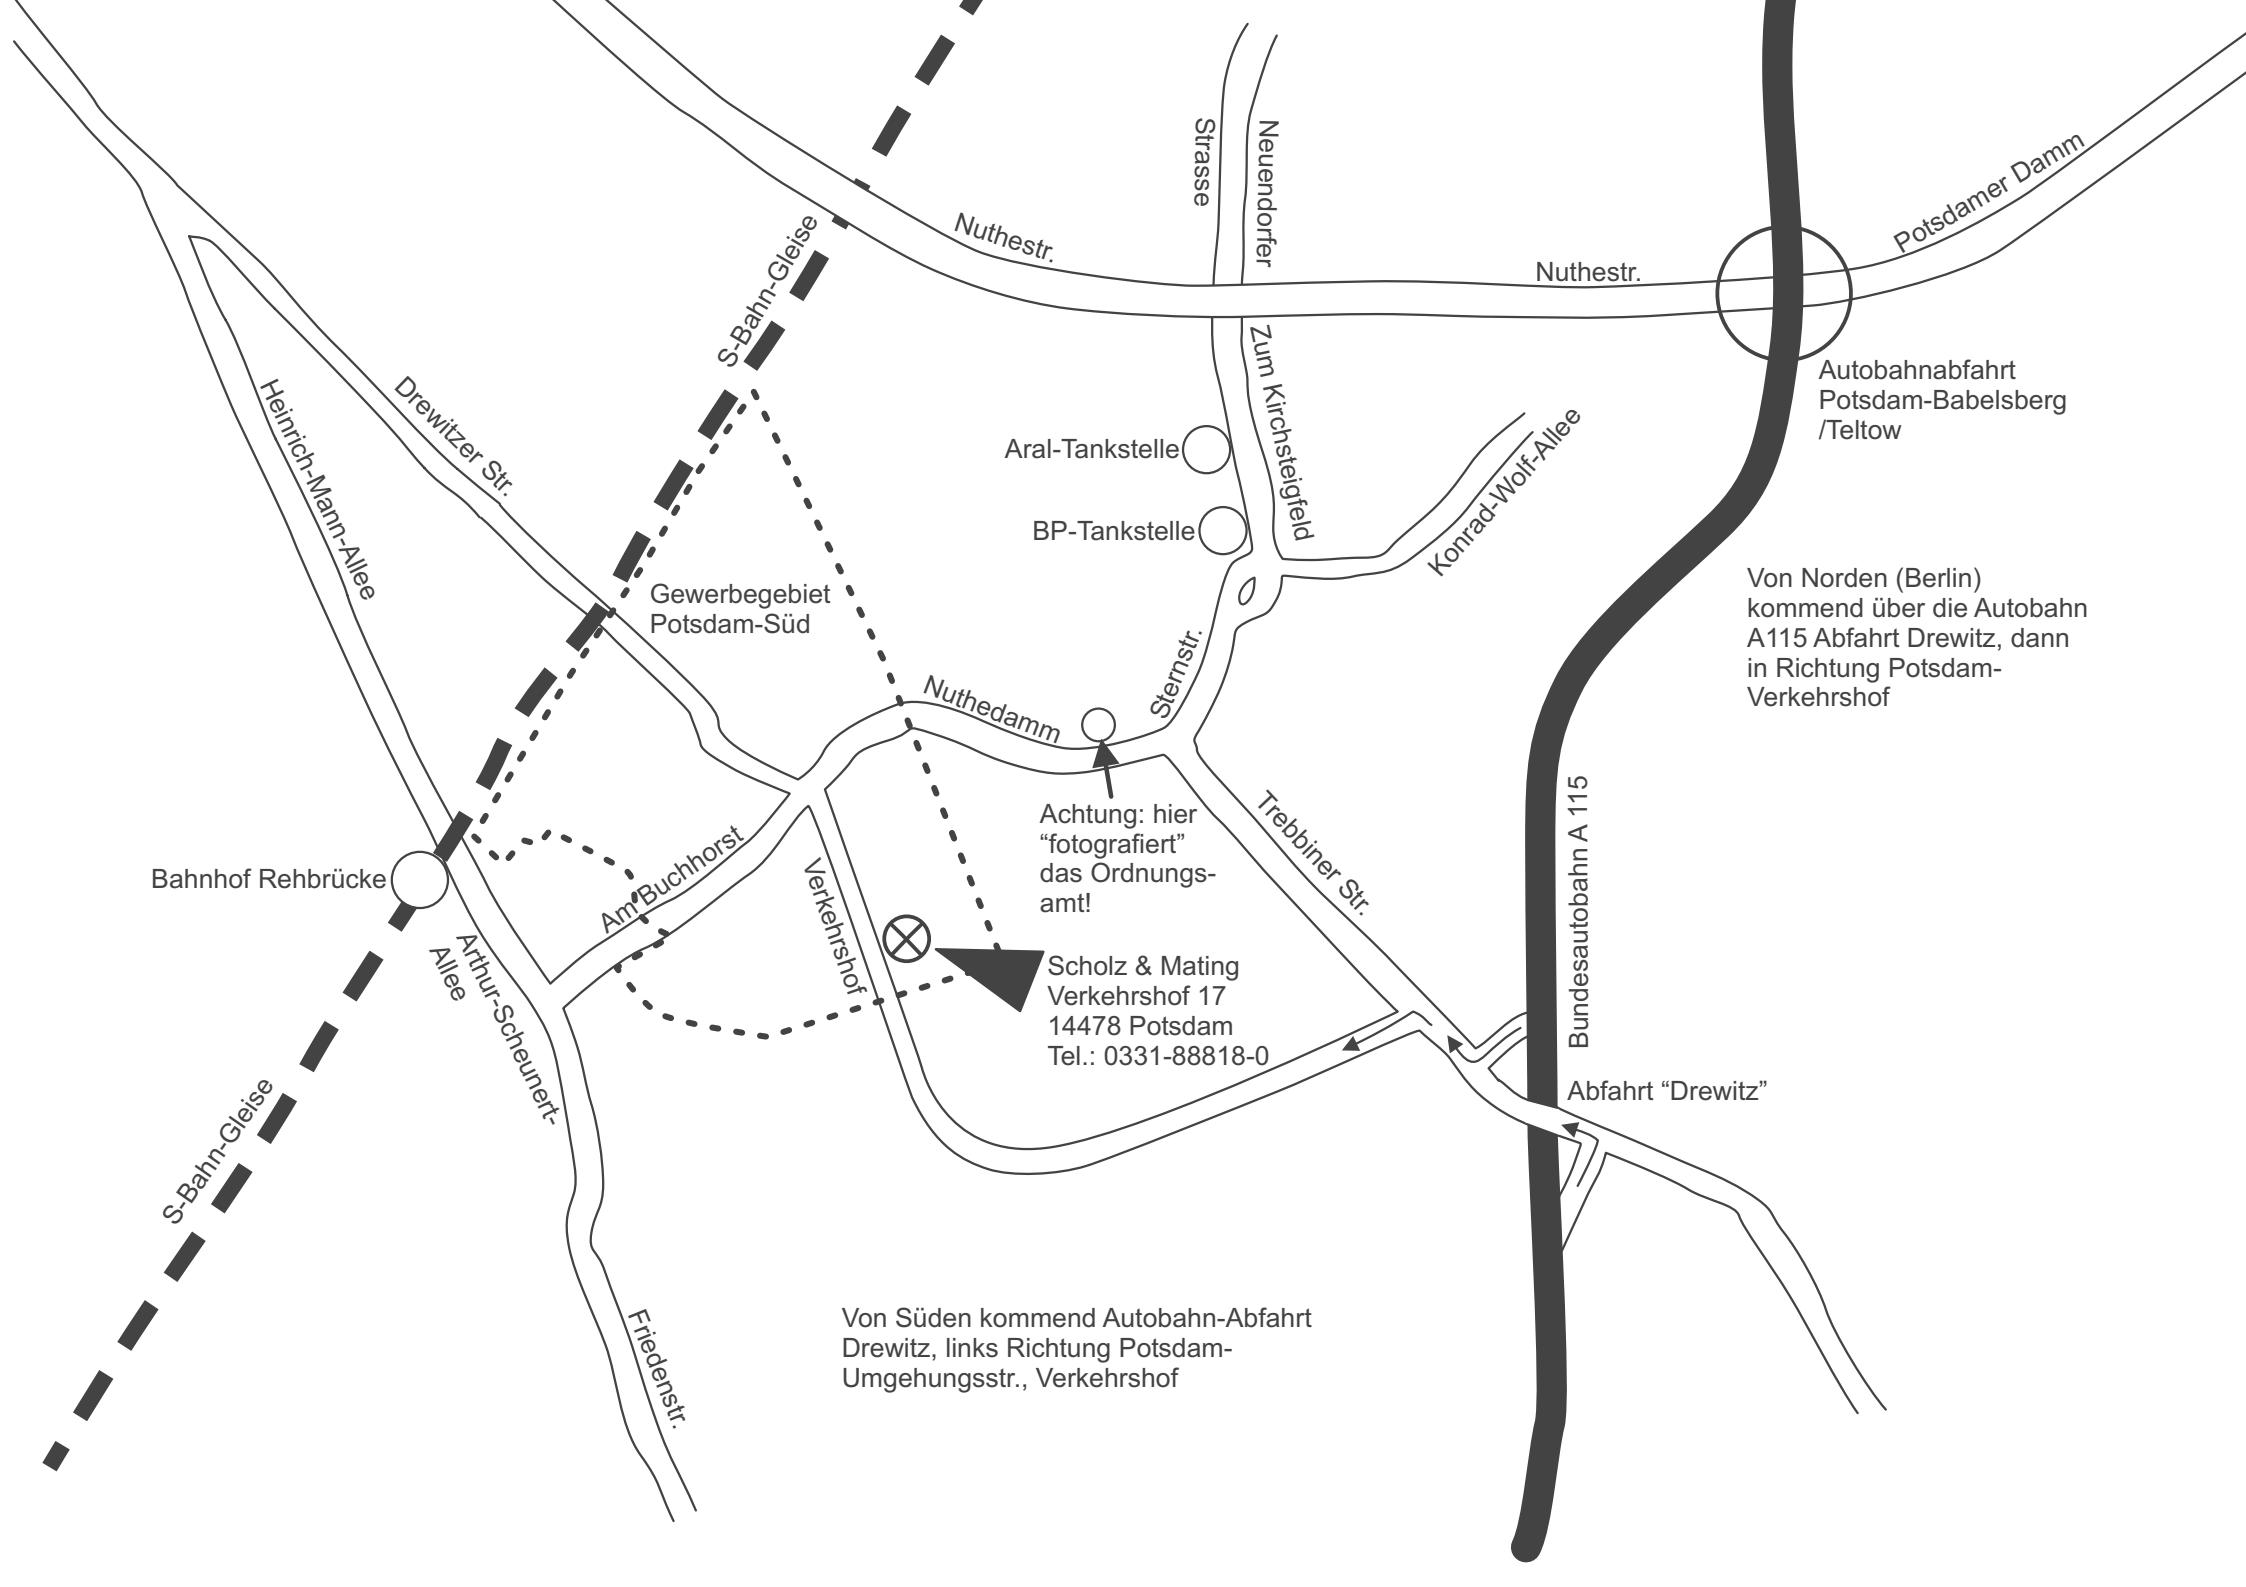 Strasse
Neuendorfer
Potsdamer Damm
Nuthestr.
Nuthestr.
S-Bahn-Gleise
Zum Kirchsteigfeld
Autobahnabfahrt
Potsdam-Babelsberg
/Teltow
Heinrich-Mann-Allee
Drewitzer Str.
Aral-Tankstelle
BP-Tankstelle
Konrad-Wolf-Allee
Gewerbegebiet
Potsdam-Süd
Von Norden (Berlin)
kommend über die Autobahn
A115 Abfahrt Drewitz, dann
in Richtung Potsdam-
Verkehrshof
Nuthedamm
Sternstr.
Achtung: hier
“fotografiert”
das Ordnungs-
amt!
Trebbiner Str.
Bundesautobahn A 115
Bahnhof Rehbrücke
Am Buchhorst
Verkehrshof
Arthur-Scheunert-
Allee
Scholz & Mating
Verkehrshof 17
14478 Potsdam
Tel.: 0331-88818-0
Abfahrt “Drewitz”
S-Bahn-Gleise
Von Süden kommend Autobahn-Abfahrt
Drewitz, links Richtung Potsdam-
Umgehungsstr., Verkehrshof
Friedenstr.